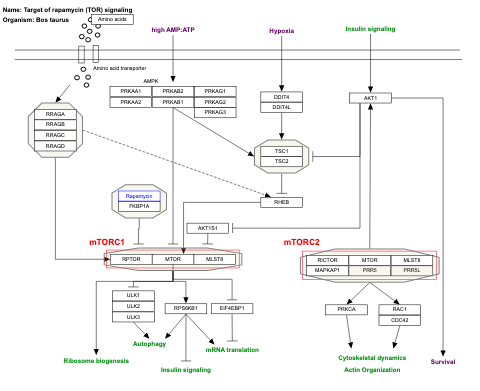 Name: Target of rapamycin (TOR) signaling
Organism: Bos taurus
Amino acids
high AMP:ATP
Hypoxia
Insulin signaling
Amino acid transporter
AMPK
PRKAA1 PRKAB2 PRKAG1
PRKAA2 PRKAB1 PRKAG2
PRKAG3
DDIT4
DDIT4L
AKT1
RRAGA
RRAGB
RRAGC
RRAGD
TSC1
TSC2
Rapamycin
FKBP1A
RHEB
AKT1S1
mTORC1
mTORC2
RPTOR MTOR MLST8
RICTOR MTOR MLST8
MAPKAP1 PRR5 PRR5L
ULK1
ULK2
ULK3
RPS6KB1
EIF4EBP1
PRKCA
RAC1
CDC42
Autophagy
mRNA translation
Ribosome biogenesis
Insulin signaling
Cytoskeletal dynamics
Actin Organization
Survival